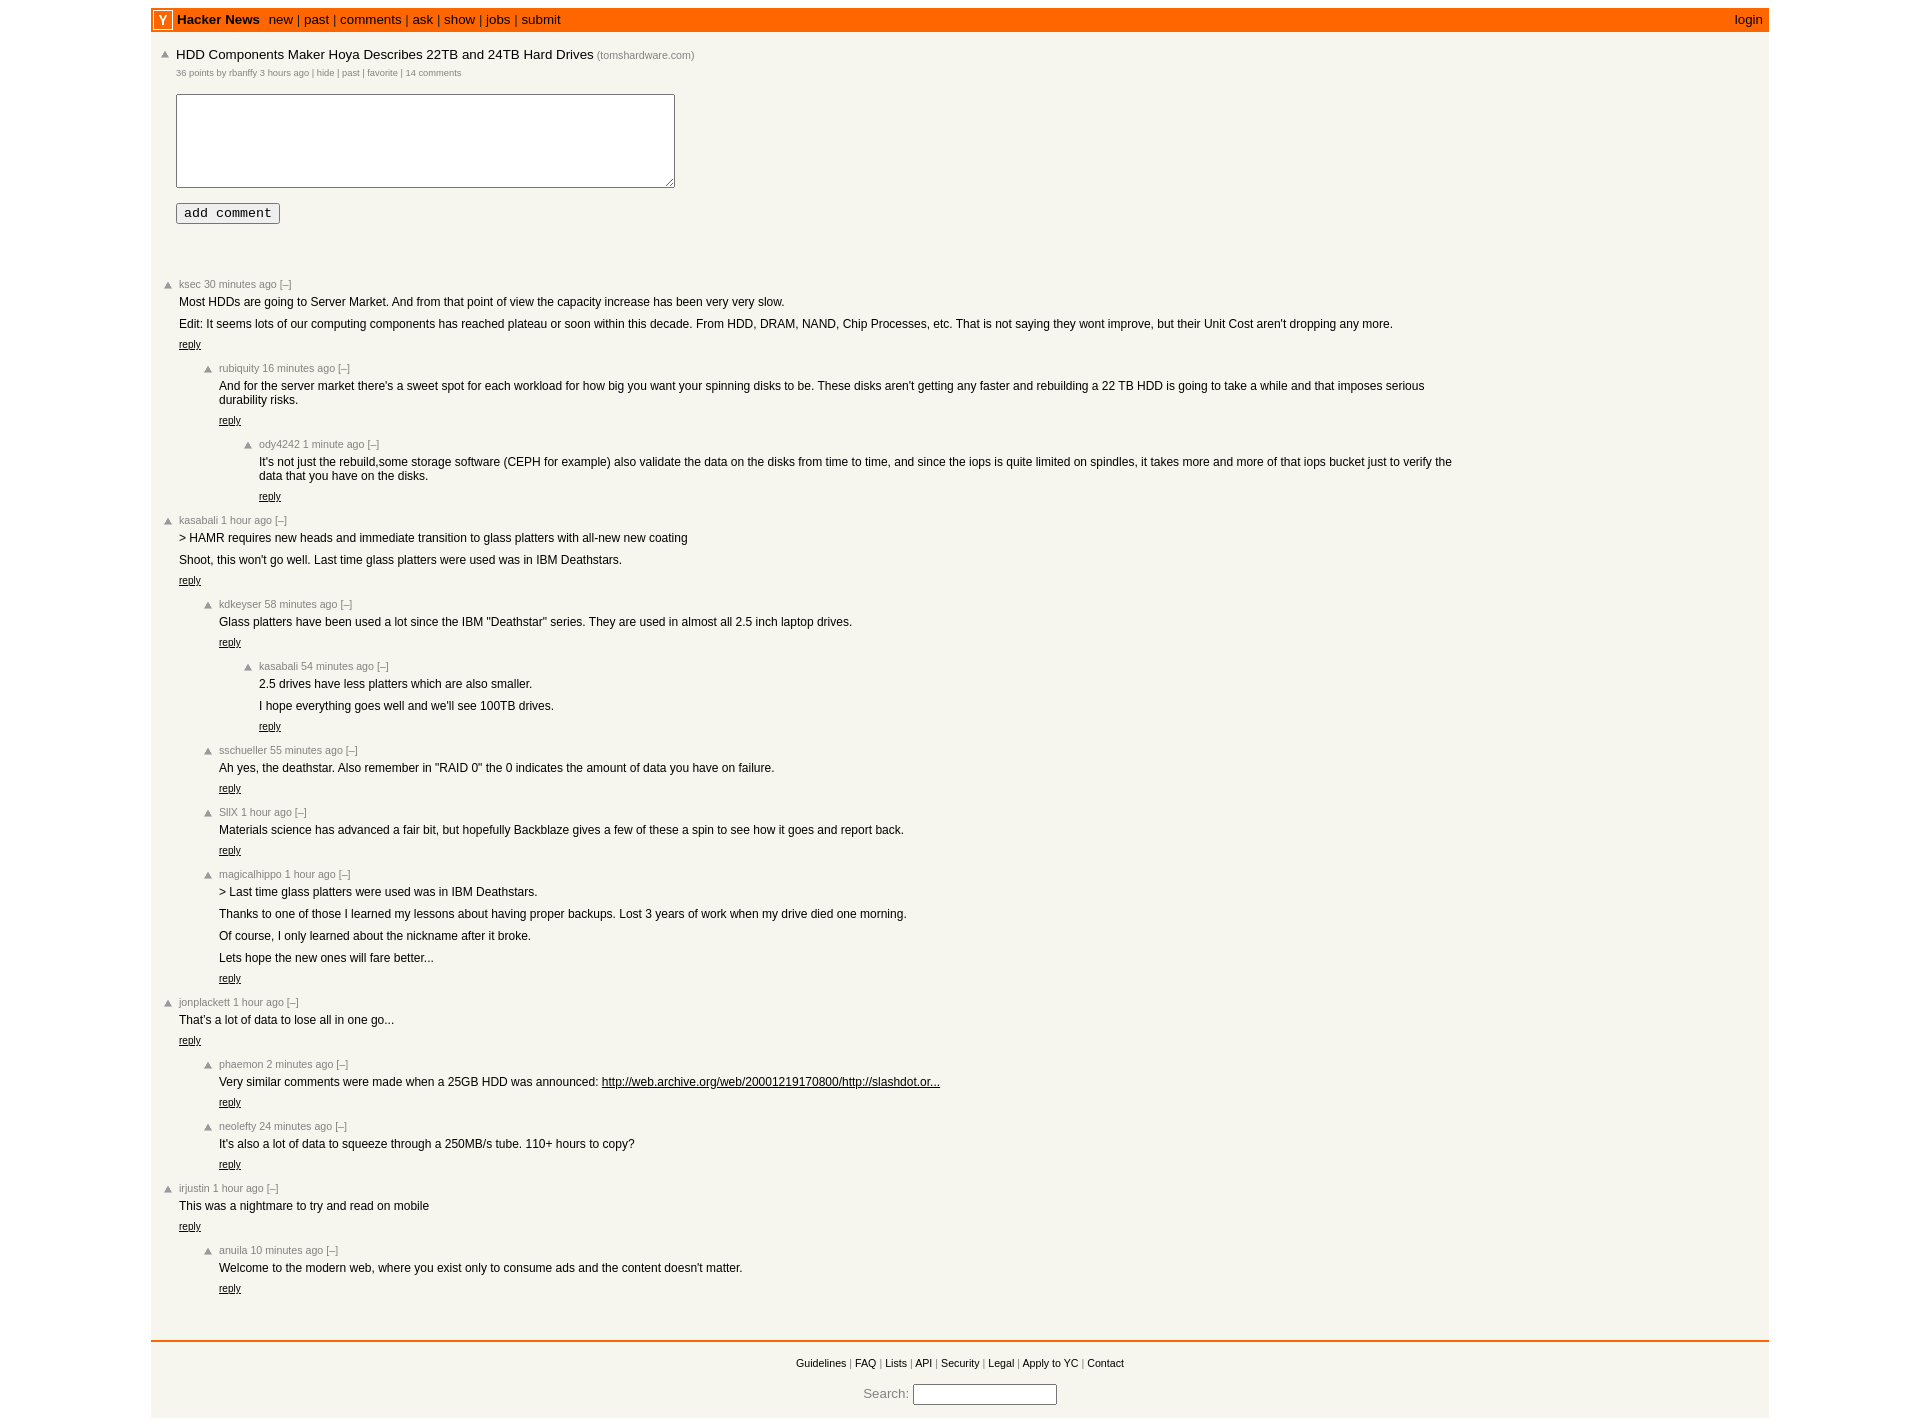 Y Hacker News new | past | comments | ask | show | jobs | submit login
HDD Components Maker Hoya Describes 22TB and 24TB Hard Drives (tomshardware.com)
36 points by rbanffy 3 hours ago | hide | past | favorite | 14 comments
add comment
ksec 30 minutes ago [–]
Most HDDs are going to Server Market. And from that point of view the capacity increase has been very very slow.
Edit: It seems lots of our computing components has reached plateau or soon within this decade. From HDD, DRAM, NAND, Chip Processes, etc. That is not saying they wont improve, but their Unit Cost aren't dropping any more.
reply
rubiquity 16 minutes ago [–]
And for the server market there's a sweet spot for each workload for how big you want your spinning disks to be. These disks aren't getting any faster and rebuilding a 22 TB HDD is going to take a while and that imposes serious
durability risks.
reply
ody4242 1 minute ago [–]
It's not just the rebuild,some storage software (CEPH for example) also validate the data on the disks from time to time, and since the iops is quite limited on spindles, it takes more and more of that iops bucket just to verify the
data that you have on the disks.
reply
kasabali 1 hour ago [–]
> HAMR requires new heads and immediate transition to glass platters with all-new new coating
Shoot, this won't go well. Last time glass platters were used was in IBM Deathstars.
reply
kdkeyser 58 minutes ago [–]
Glass platters have been used a lot since the IBM "Deathstar" series. They are used in almost all 2.5 inch laptop drives.
reply
kasabali 54 minutes ago [–]
2.5 drives have less platters which are also smaller.
I hope everything goes well and we'll see 100TB drives.
reply
sschueller 55 minutes ago [–]
Ah yes, the deathstar. Also remember in "RAID 0" the 0 indicates the amount of data you have on failure.
reply
SllX 1 hour ago [–]
Materials science has advanced a fair bit, but hopefully Backblaze gives a few of these a spin to see how it goes and report back.
reply
magicalhippo 1 hour ago [–]
> Last time glass platters were used was in IBM Deathstars.
Thanks to one of those I learned my lessons about having proper backups. Lost 3 years of work when my drive died one morning.
Of course, I only learned about the nickname after it broke.
Lets hope the new ones will fare better...
reply
jonplackett 1 hour ago [–]
That's a lot of data to lose all in one go...
reply
phaemon 2 minutes ago [–]
Very similar comments were made when a 25GB HDD was announced: http://web.archive.org/web/20001219170800/http://slashdot.or...
reply
neolefty 24 minutes ago [–]
It's also a lot of data to squeeze through a 250MB/s tube. 110+ hours to copy?
reply
irjustin 1 hour ago [–]
This was a nightmare to try and read on mobile
reply
anuila 10 minutes ago [–]
Welcome to the modern web, where you exist only to consume ads and the content doesn't matter.
reply
Guidelines | FAQ | Lists | API | Security | Legal | Apply to YC | Contact
Search: